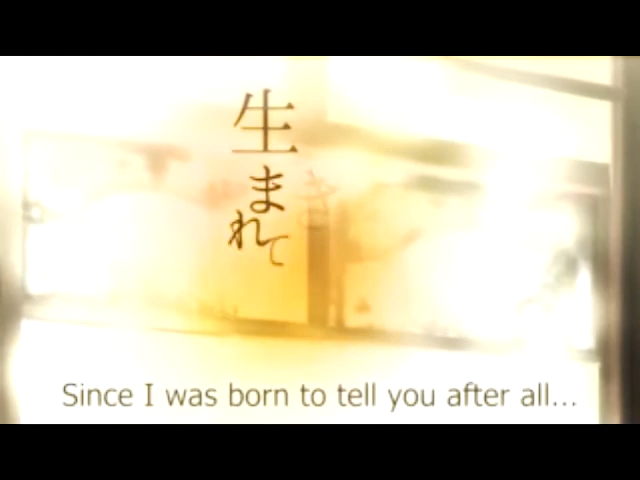 生まれて
Since I was born to tell you after all...